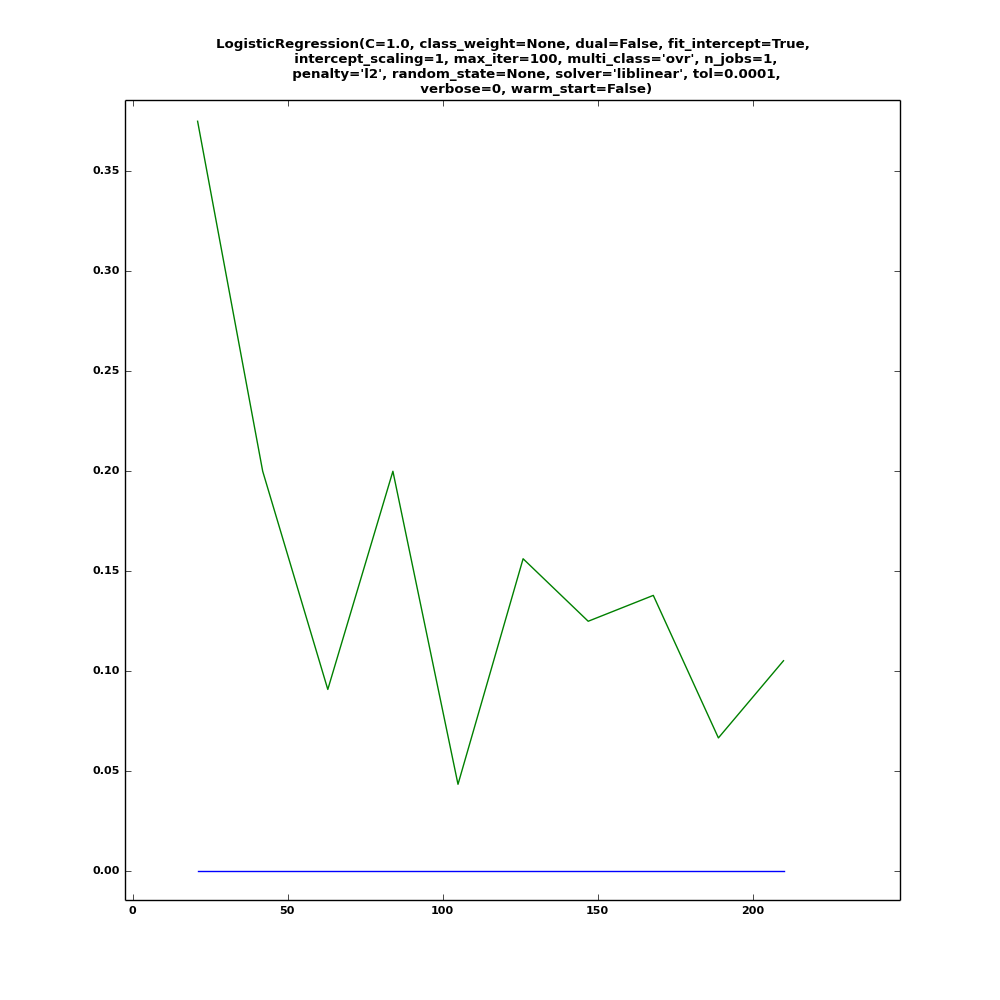 LogisticRegression(C=1.0, class_weight=None, dual=False, fit_intercept=True,
intercept_scaling=1, max_iter=100, multi_class='ovr', n_jobs=1,
penalty='l2', random_state=None, solver='liblinear', tol=0.0001,
verbose=0, warm_start=False)
0.35
0.30
0.25
0.20
0.15
0.10
0.05
0.00
0 50 100 150 200